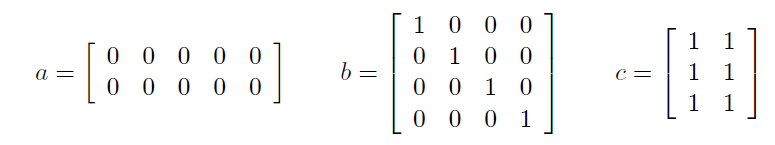 a = [ 0 0 0 0 0 ; 0 0 0 0 0 ]
b = [ 1 0 0 0 ; 0 1 0 0 ; 0 0 1 0 ; 0 0 0 1 ]
c = [ 1 1 ; 1 1 ; 1 1 ]